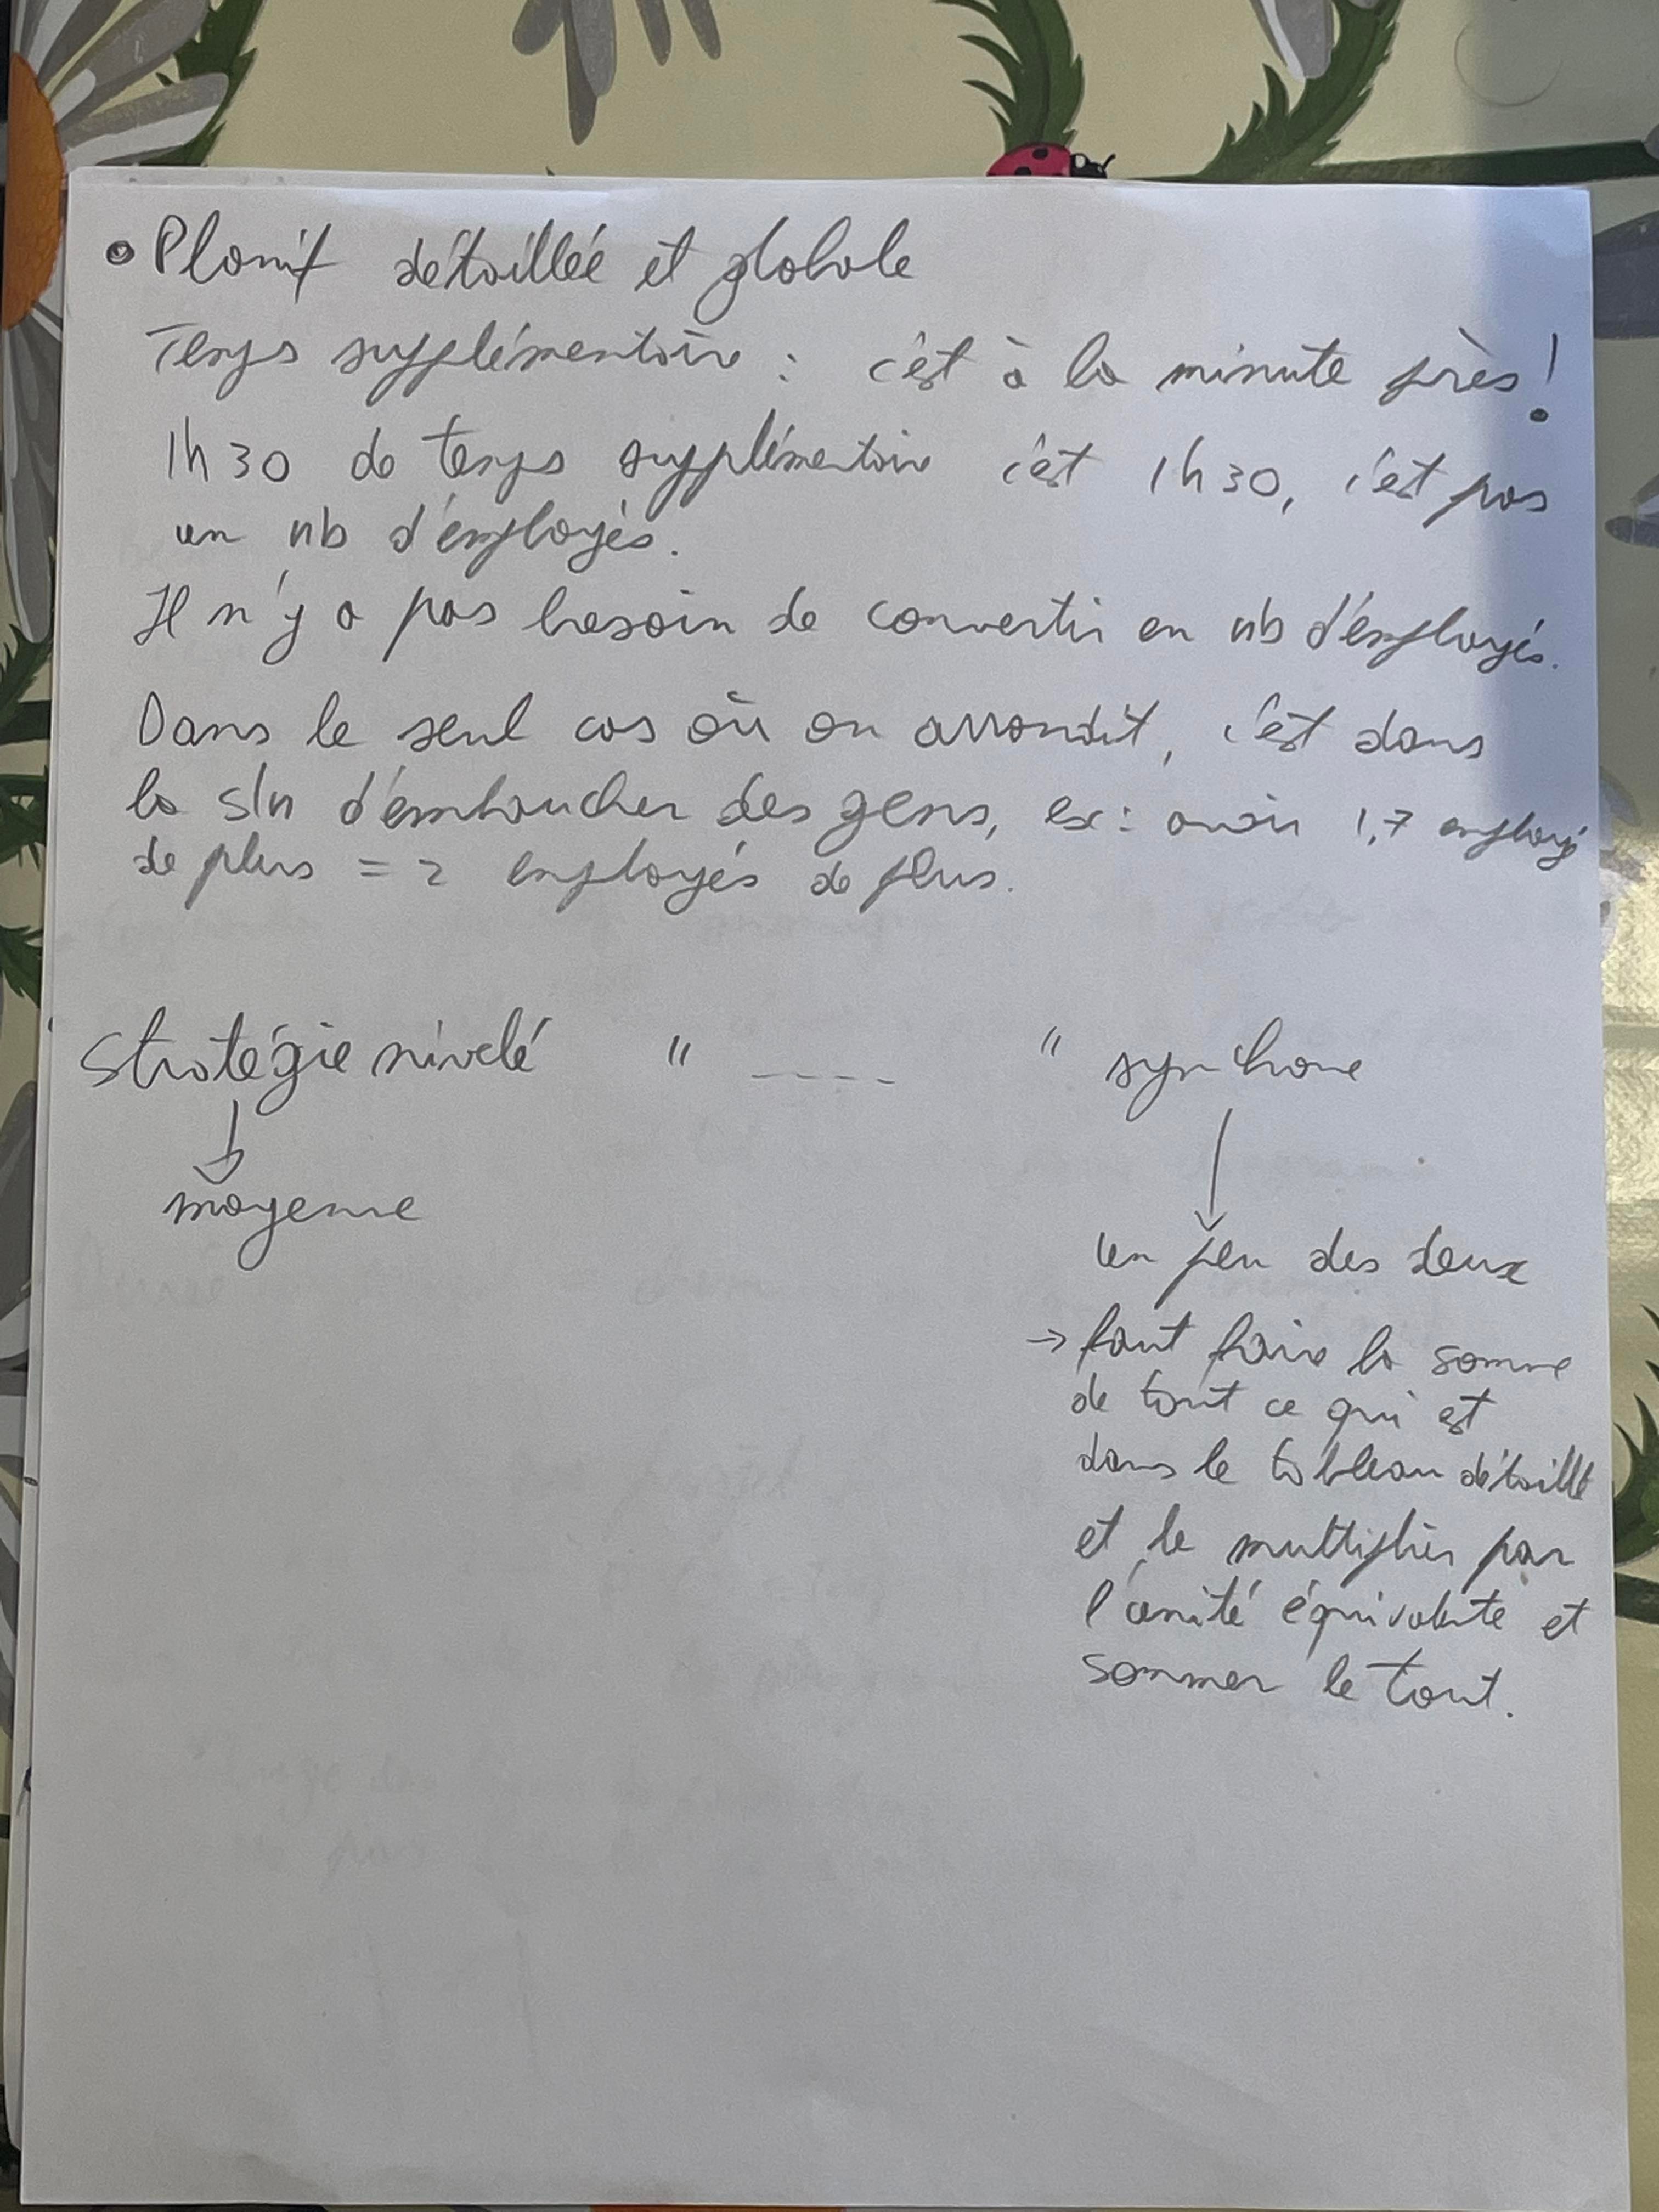 • Planif détaillée et globale
Temps supplémentaire : c'est à la minute près !
1h30 de temps supplémentaire c'est 1h30, c'est pas
un nb d'employés.
Il n'y a pas besoin de convertir en nb d'employés.
Dans le seul cas où on arrondit, c'est dans
la s/n d'embaucher des gens, ex: avoir 1,7 employé
de plus = 2 employés de plus.
Stratégie nivelé " ---- " synchone
↓ ↓
moyenne
un peu des deux
→ faut faire la somme
de tout ce qui est
dans le tableau détaillé
et le multiplier par
l'unité équivalente et
sommer le tout.